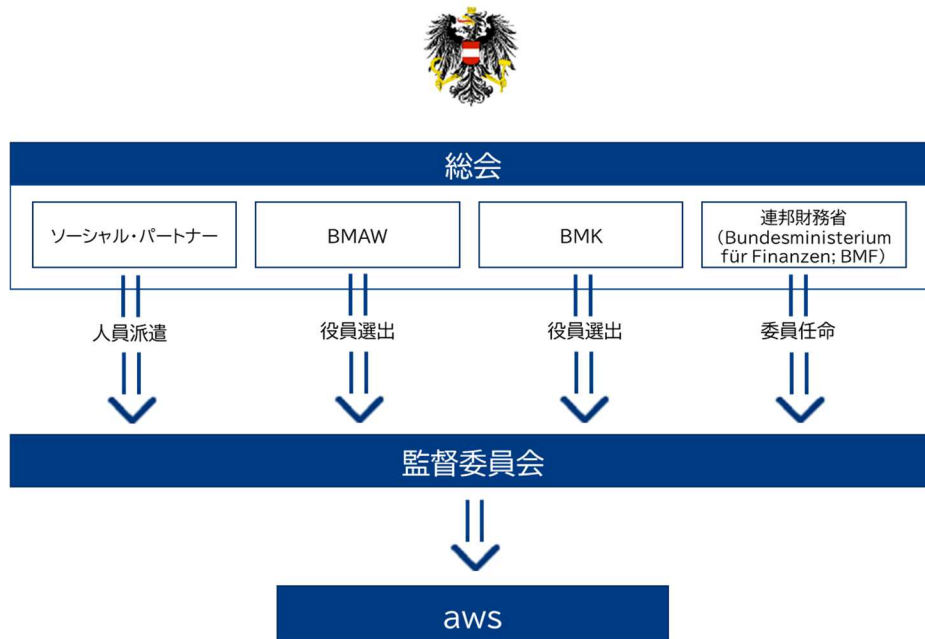 総会
ソーシャル・パートナー
BMAW
BMK
連邦財務省
(Bundesministerium
für Finanzen; BMF)
人員派遣
役員選出
役員選出
委員任命
監督委員会
aws